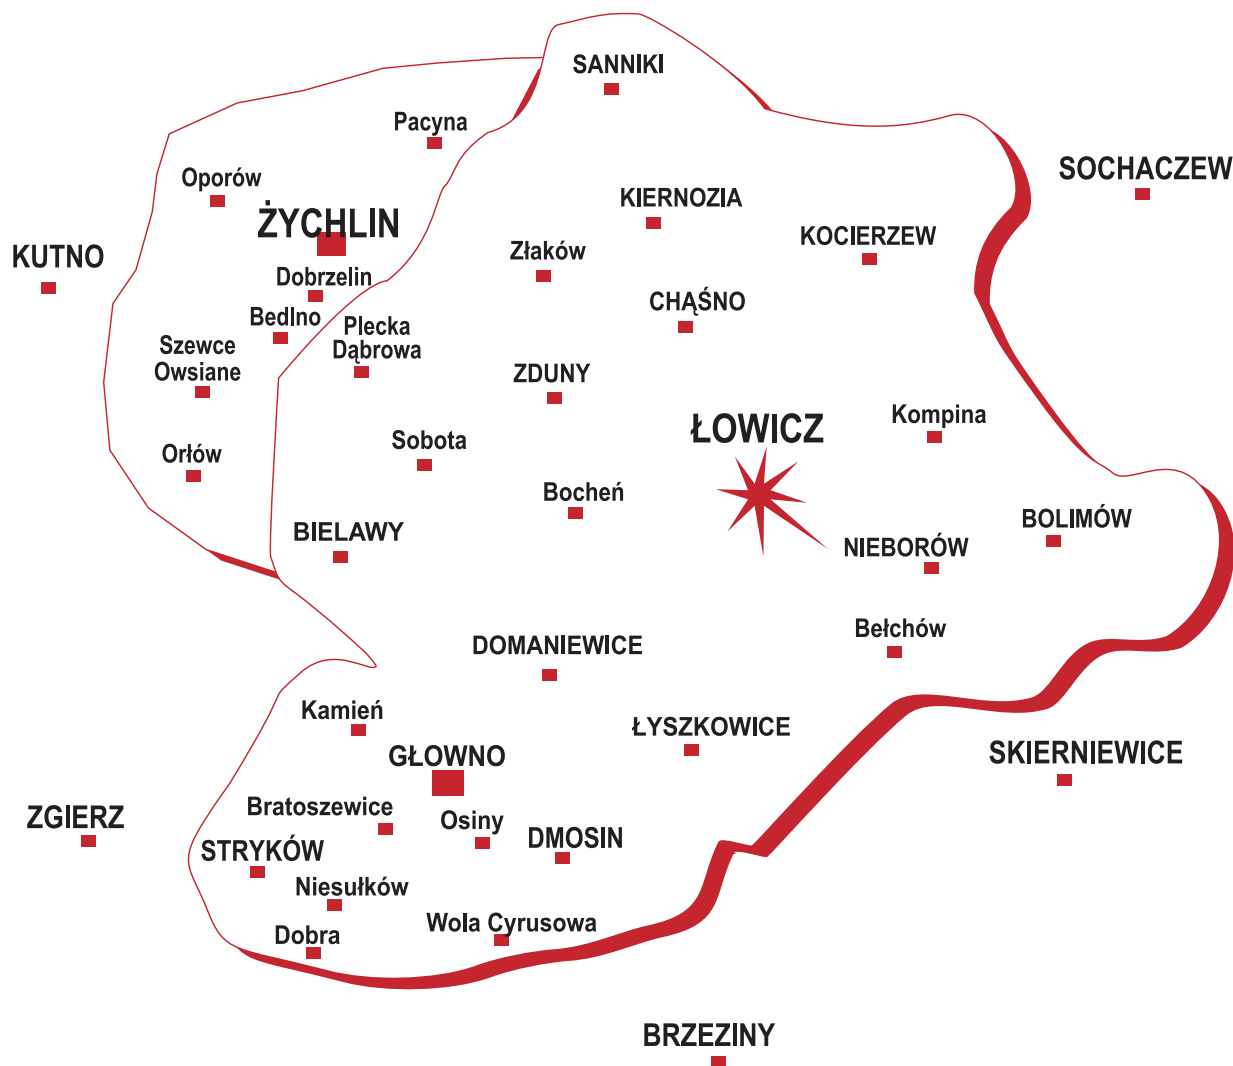 SANNIKI
Pacyna
SOCHACZEW
Oporów
KIERNOZIA
ŻYCHLIN
KOCIERZEW
Złaków
KUTNO
Dobrzelin
CHĄŚNO
Bedlno
Plecka
Dąbrowa
Szewce
Owsiane
ZDUNY
Kompina
ŁOWICZ
Sobota
Orłów
Bocheń
BOLIMÓW
BIELAWY
NIEBORÓW
Bełchów
DOMANIEWICE
Kamień
ŁYSZKOWICE
SKIERNIEWICE
GŁOWNO
Bratoszewice
ZGIERZ
Osiny
DMOSIN
STRYKÓW
Niesułków
Wola Cyrusowa
Dobra
BRZEZINY